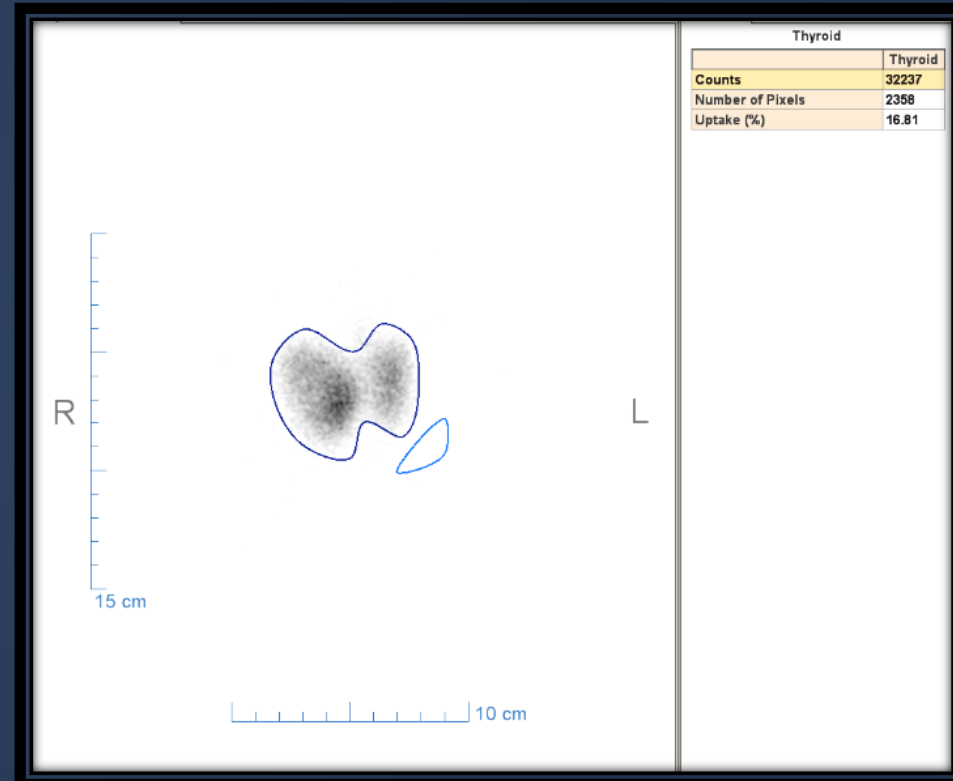 Thyroid
Thyroid
Counts 32237
Number of Pixels 2358
Uptake (%) 16.81
R
L
15 cm
10 cm